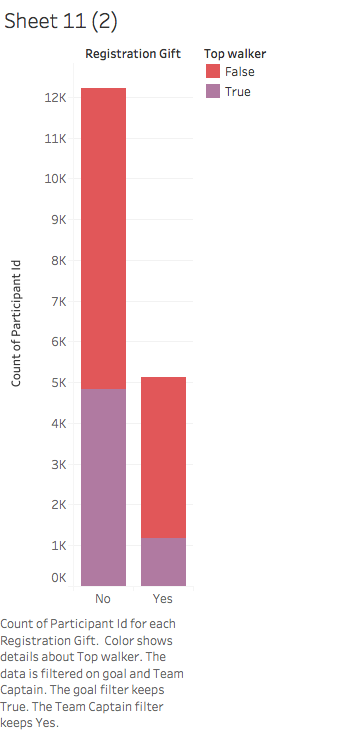 Sheet 11 (2)
Registration Gift
Top walker
False
True
12K
11K
10K
9K
8K
7K
6K
5K
4K
3K
2K
1K
0K
Count of Participant Id
No
Yes
Count of Participant Id for each
Registration Gift. Color shows
details about Top walker. The
data is filtered on goal and Team
Captain. The goal filter keeps
True. The Team Captain filter
keeps Yes.